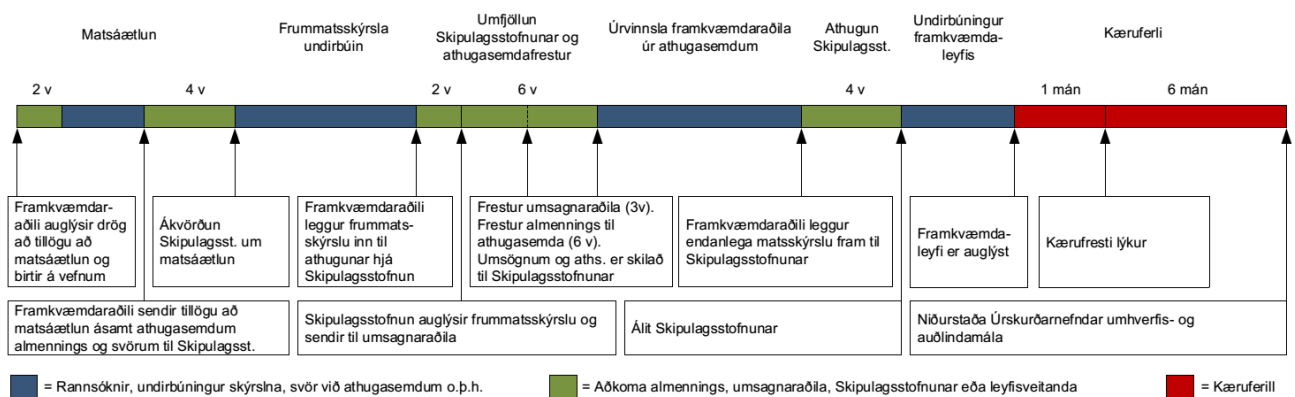 Matsáætlun
Frummatsskýrsla
undirbúin
Umfjöllun
Skipulagsstofnunar og
athugasemdafrestur
Úrvinnsla framkvæmdaraðila
úr athugasemdum
Athugun
Skipulagsst.
Undirbúningur
framkvæmda-
leyfis
Kæruferli
2 v
4 v
2 v
6 v
4 v
1 mán
6 mán
Framkvæmdar-
aðili auglýsir drög
að tillögu að
matsáætlun og
birtir á vefnum
Ákvörðun
Skipulagsst. um
matsáætlun
Framkvæmdaraðili
leggur frummats-
skýrslu inn til
athugunar hjá
Skipulagsstofnun
Frestur umsagnaraðila (3v).
Frestur almennings til
athugasemda (6 v).
Umsögnum og aths. er skilað
til Skipulagsstofnunar
Framkvæmdaraðili leggur
endanlega matsskýrslu fram til
Skipulagsstofnunar
Framkvæmda-
leyfi er auglýst
Kærufresti lýkur
Framkvæmdaraðili sendir tillögu að
matsáætlun ásamt athugasemdum
almennings og svörum til Skipulagsst.
Skipulagsstofnun auglýsir frummatsskýrslu og
sendir til umsagnaraðila
Álit Skipulagsstofnunar
Niðurstaða Úrskurðarnefndar umhverfis- og
auðlindamála
= Rannsóknir, undirbúningur skýrslna, svör við athugasemdum o.þ.h.
= Aðkoma almennings, umsagnaraðila, Skipulagsstofnunar eða leyfisveitanda
= Kæruferill